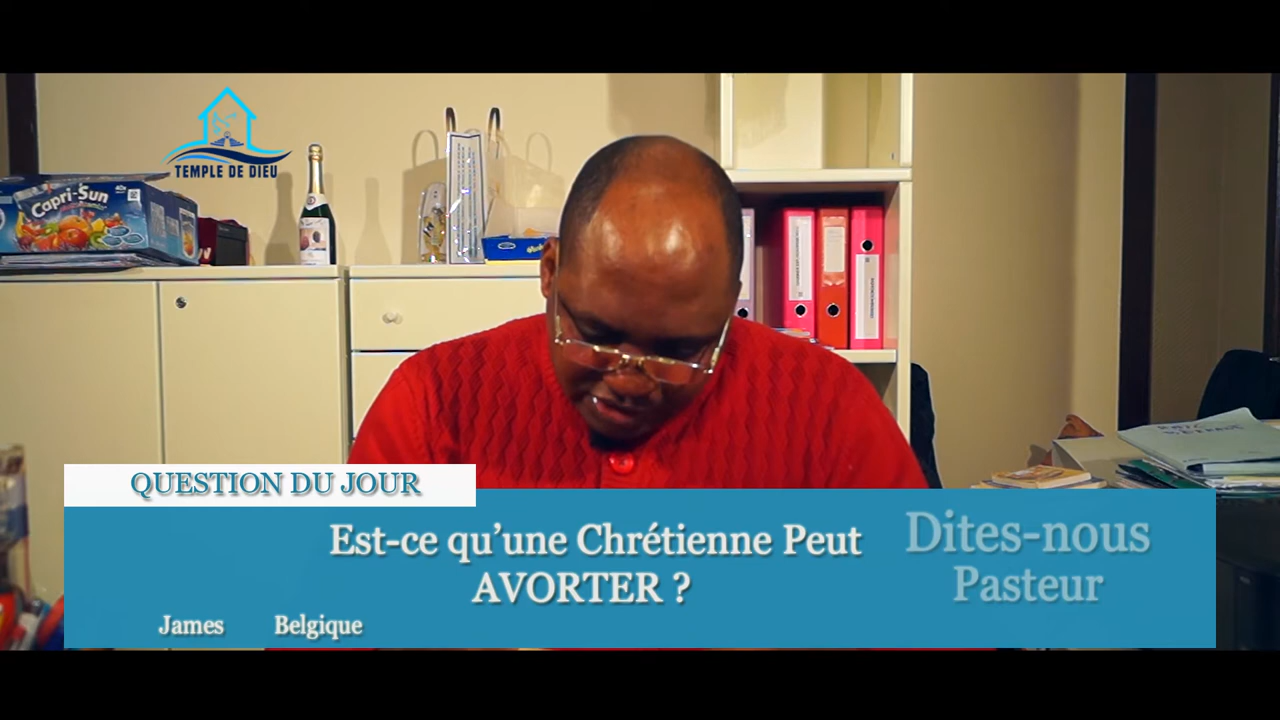 TEMPLE DE DIEU
Capri-Sun
QUESTION DU JOUR
Est-ce qu’une Chrétienne Peut
AVORTER ?
Dites-nous
Pasteur
James Belgique